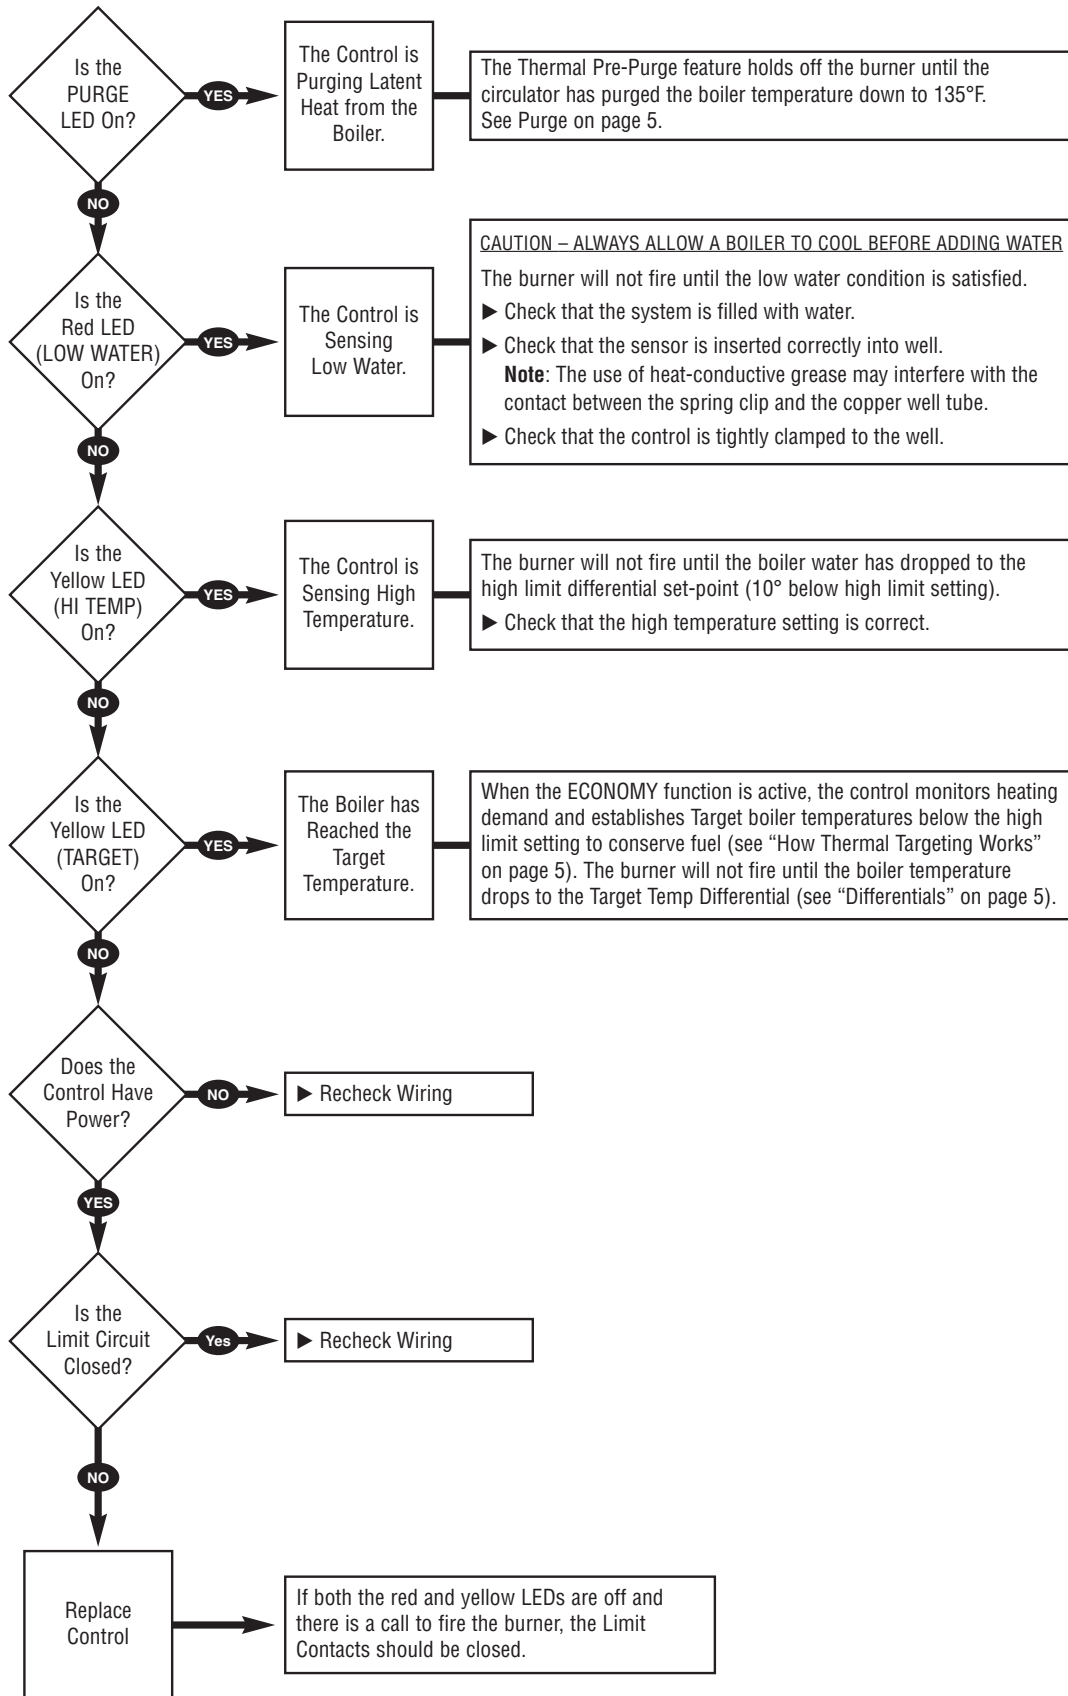 Is the
PURGE
LED On?
YES
The Control is
Purging Latent
Heat from the
Boiler.
The Thermal Pre-Purge feature holds off the burner until the
circulator has purged the boiler temperature down to 135°F.
See Purge on page 5.
NO
Is the
Red LED
(LOW WATER)
On?
YES
The Control is
Sensing
Low Water.
CAUTION – ALWAYS ALLOW A BOILER TO COOL BEFORE ADDING WATER
The burner will not fire until the low water condition is satisfied.
▶ Check that the system is filled with water.
▶ Check that the sensor is inserted correctly into well.
Note: The use of heat-conductive grease may interfere with the
contact between the spring clip and the copper well tube.
▶ Check that the control is tightly clamped to the well.
NO
Is the
Yellow LED
(HI TEMP)
On?
YES
The Control is
Sensing High
Temperature.
The burner will not fire until the boiler water has dropped to the
high limit differential set-point (10° below high limit setting).
▶ Check that the high temperature setting is correct.
NO
Is the
Yellow LED
(TARGET)
On?
YES
The Boiler has
Reached the
Target
Temperature.
When the ECONOMY function is active, the control monitors heating
demand and establishes Target boiler temperatures below the high
limit setting to conserve fuel (see “How Thermal Targeting Works”
on page 5). The burner will not fire until the boiler temperature
drops to the Target Temp Differential (see “Differentials” on page 5).
NO
Does the
Control Have
Power?
NO
▶ Recheck Wiring
YES
Is the
Limit Circuit
Closed?
Yes
▶ Recheck Wiring
NO
Replace
Control
If both the red and yellow LEDs are off and
there is a call to fire the burner, the Limit
Contacts should be closed.